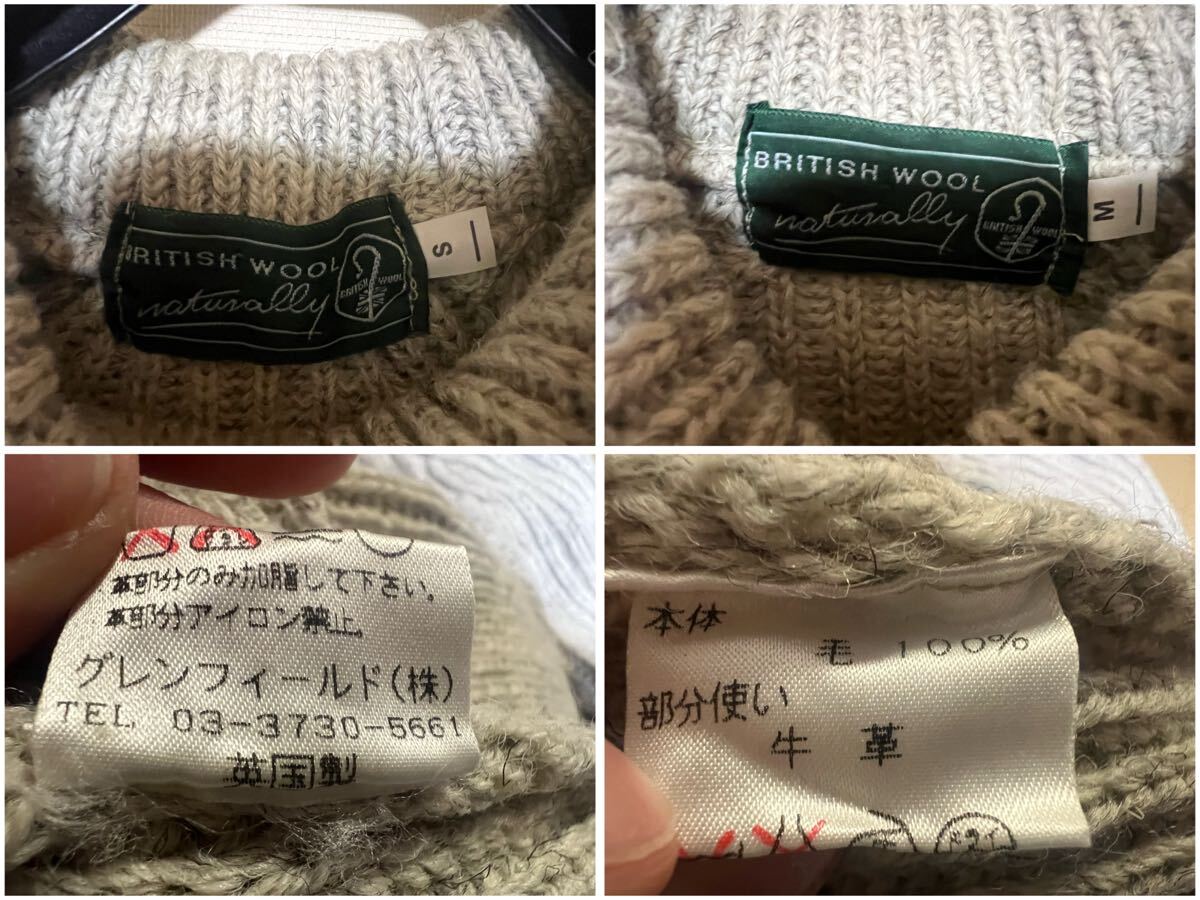 BRITISH WOOL
naturally
BRITISH WOOL
S
BRITISH WOOL
naturally
BRITISH WOOL
M
革部分のみ加脂して下さい。
革部分アイロン禁止。
グレンフィールド(株)
TEL 03-3730-5661
英国製
本体
毛 100%
部分使い
牛革